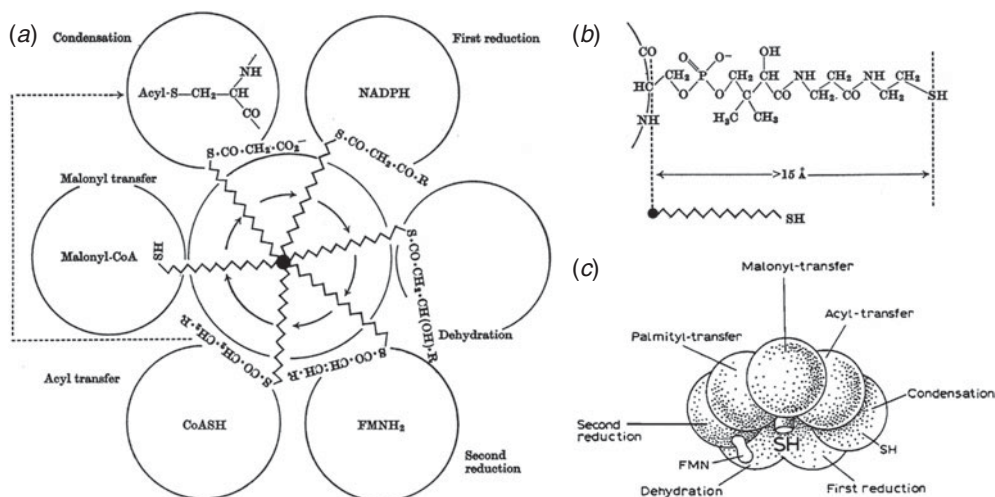 (a)
Condensation
First reduction
Acyl-S—CH₂—CH
NH
CO
NADPH
S·CO·CH₂·CO₂⁻
S·CO·CH₂·CO·R
Malonyl transfer
Malonyl-CoA
SH
S·CO·CH₂·CH(OH)·R
Dehydration
S·CO·CH₂·CH₂·R
S·CO·CH:CH·R
Acyl transfer
CoASH
FMNH₂
Second
reduction
(b)
CO
HC
NH
CH₂
O
P
O
O⁻
O
CH₂
C
H₃C
CH₃
OH
CH
CO
NH
CH₂
CH₂
CO
NH
CH₂
CH₂
SH
>15 Å
SH
(c)
Malonyl-transfer
Palmityl-transfer
Acyl-transfer
Condensation
Second
reduction
SH
SH
FMN
Dehydration
First reduction